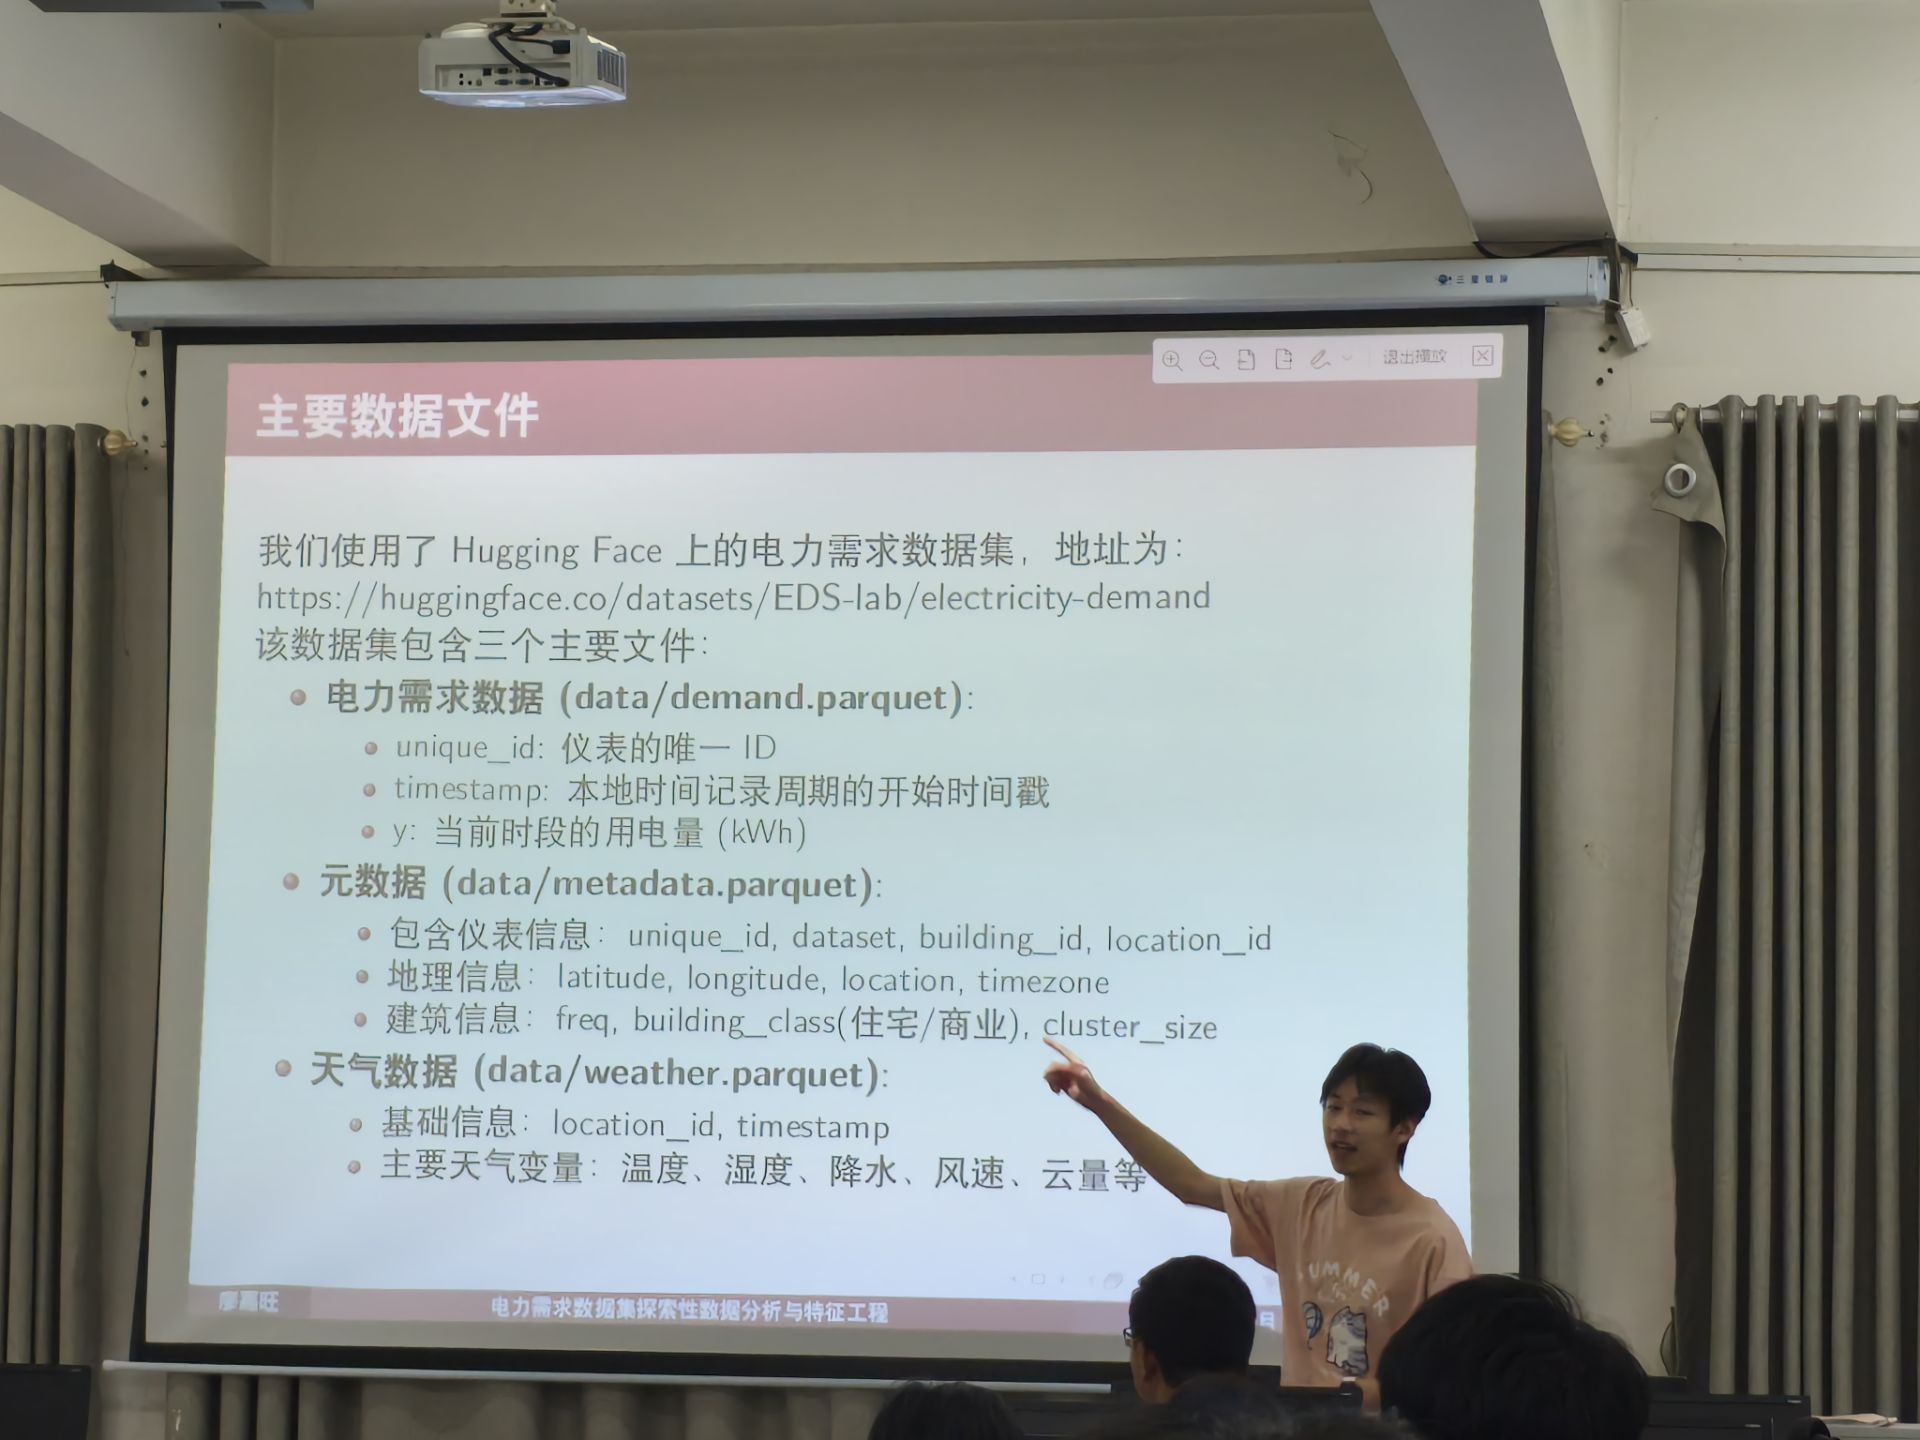 退出播放
主要数据文件
我们使用了 Hugging Face 上的电力需求数据集，地址为：
https://huggingface.co/datasets/EDS-lab/electricity-demand
该数据集包含三个主要文件：
电力需求数据 (data/demand.parquet):
unique_id: 仪表的唯一 ID
timestamp: 本地时间记录周期的开始时间戳
y: 当前时段的用电量 (kWh)
元数据 (data/metadata.parquet):
包含仪表信息：unique_id, dataset, building_id, location_id
地理信息：latitude, longitude, location, timezone
建筑信息：freq, building_class(住宅/商业), cluster_size
天气数据 (data/weather.parquet):
基础信息：location_id, timestamp
主要天气变量：温度、湿度、降水、风速、云量等
电力需求数据集探索性数据分析与特征工程
月
SUMMER